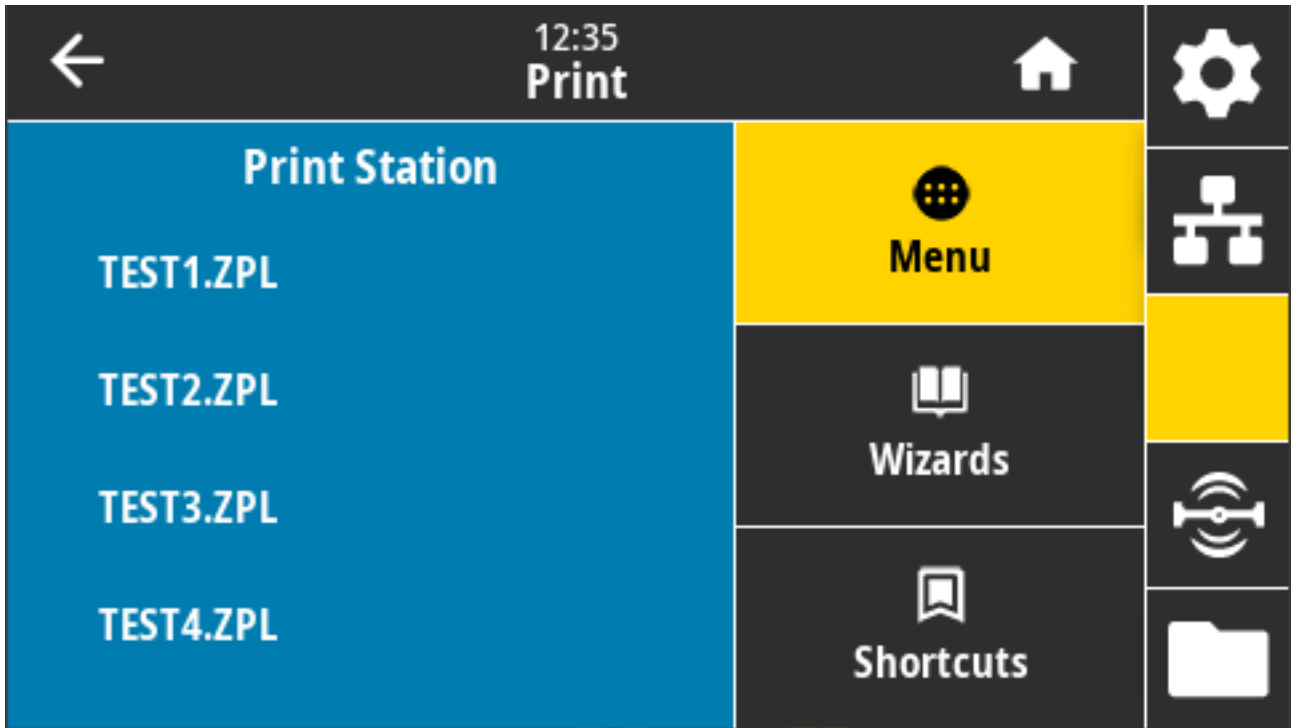 12:35
Print
Print Station
TEST1.ZPL
TEST2.ZPL
TEST3.ZPL
TEST4.ZPL
Menu
Wizards
Shortcuts